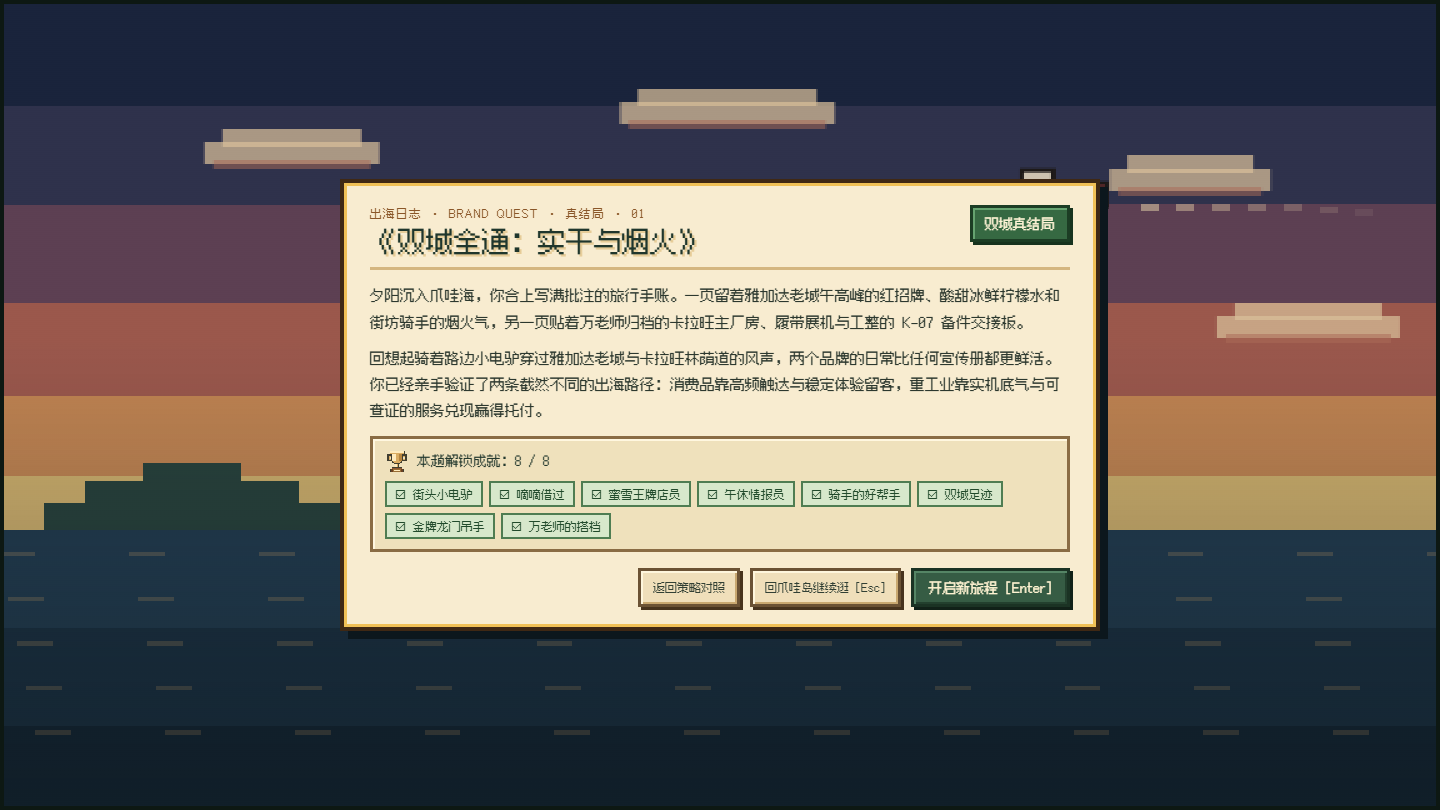 出海日志 · BRAND QUEST · 真结局 · 01
双城真结局
《双城全通：实干与烟火》
夕阳沉入爪哇海，你合上写满批注的旅行手账。一页留着雅加达老城午高峰的红招牌、酸甜冰鲜柠檬水和
街坊骑手的烟火气，另一页贴着万老师归档的卡拉旺主厂房、履带展机与工整的 K-07 备件交接板。
回想起骑着路边小电驴穿过雅加达老城与卡拉旺林荫道的风声，两个品牌的日常比任何宣传册都更鲜活。
你已经亲手验证了两条截然不同的出海路径：消费品靠高频触达与稳定体验留客，重工业靠实机底气与可
查证的服务兑现赢得托付。
本趟解锁成就：8 / 8
☑ 街头小电驴 ☑ 嘀嘀借过 ☑ 蜜雪王牌店员 ☑ 午休情报员 ☑ 骑手的好帮手 ☑ 双城足迹
☑ 金牌龙门吊手 ☑ 万老师的搭档
返回策略对照 回爪哇岛继续逛 [Esc] 开启新旅程 [Enter]